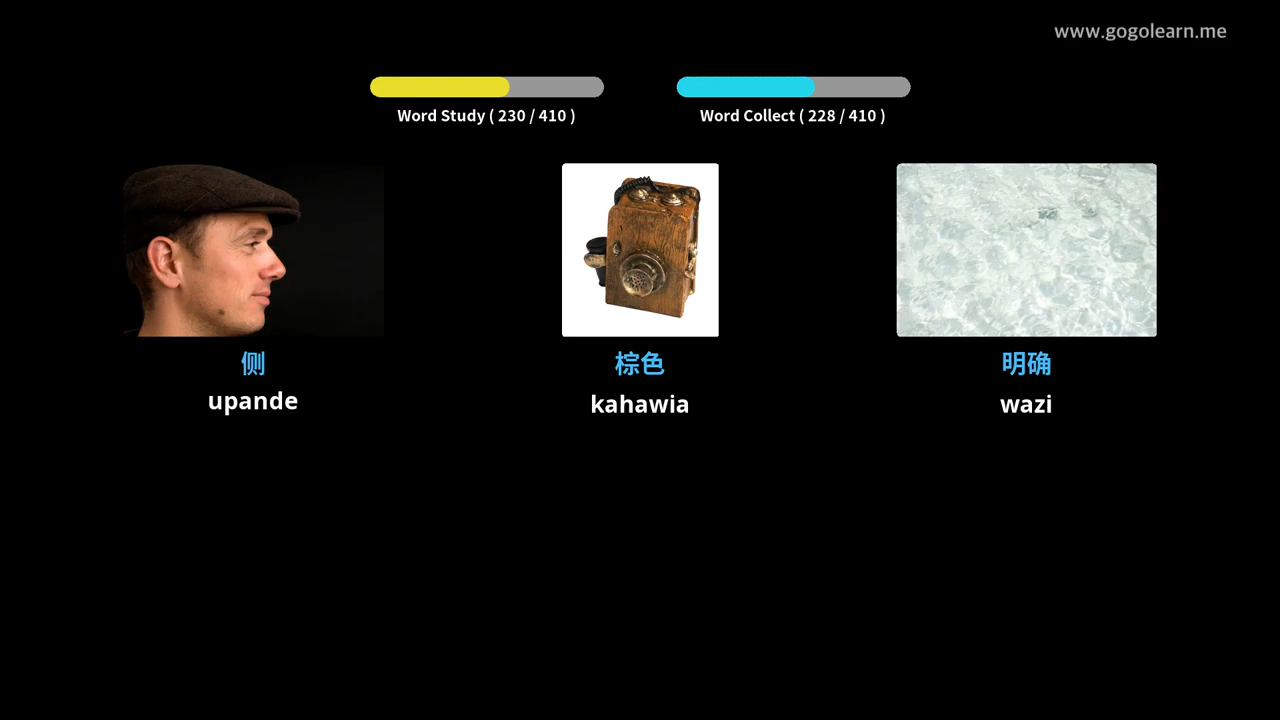 www.gogolearn.me
Word Study ( 230 / 410 )
Word Collect ( 228 / 410 )
侧
棕色
明确
upande
kahawia
wazi